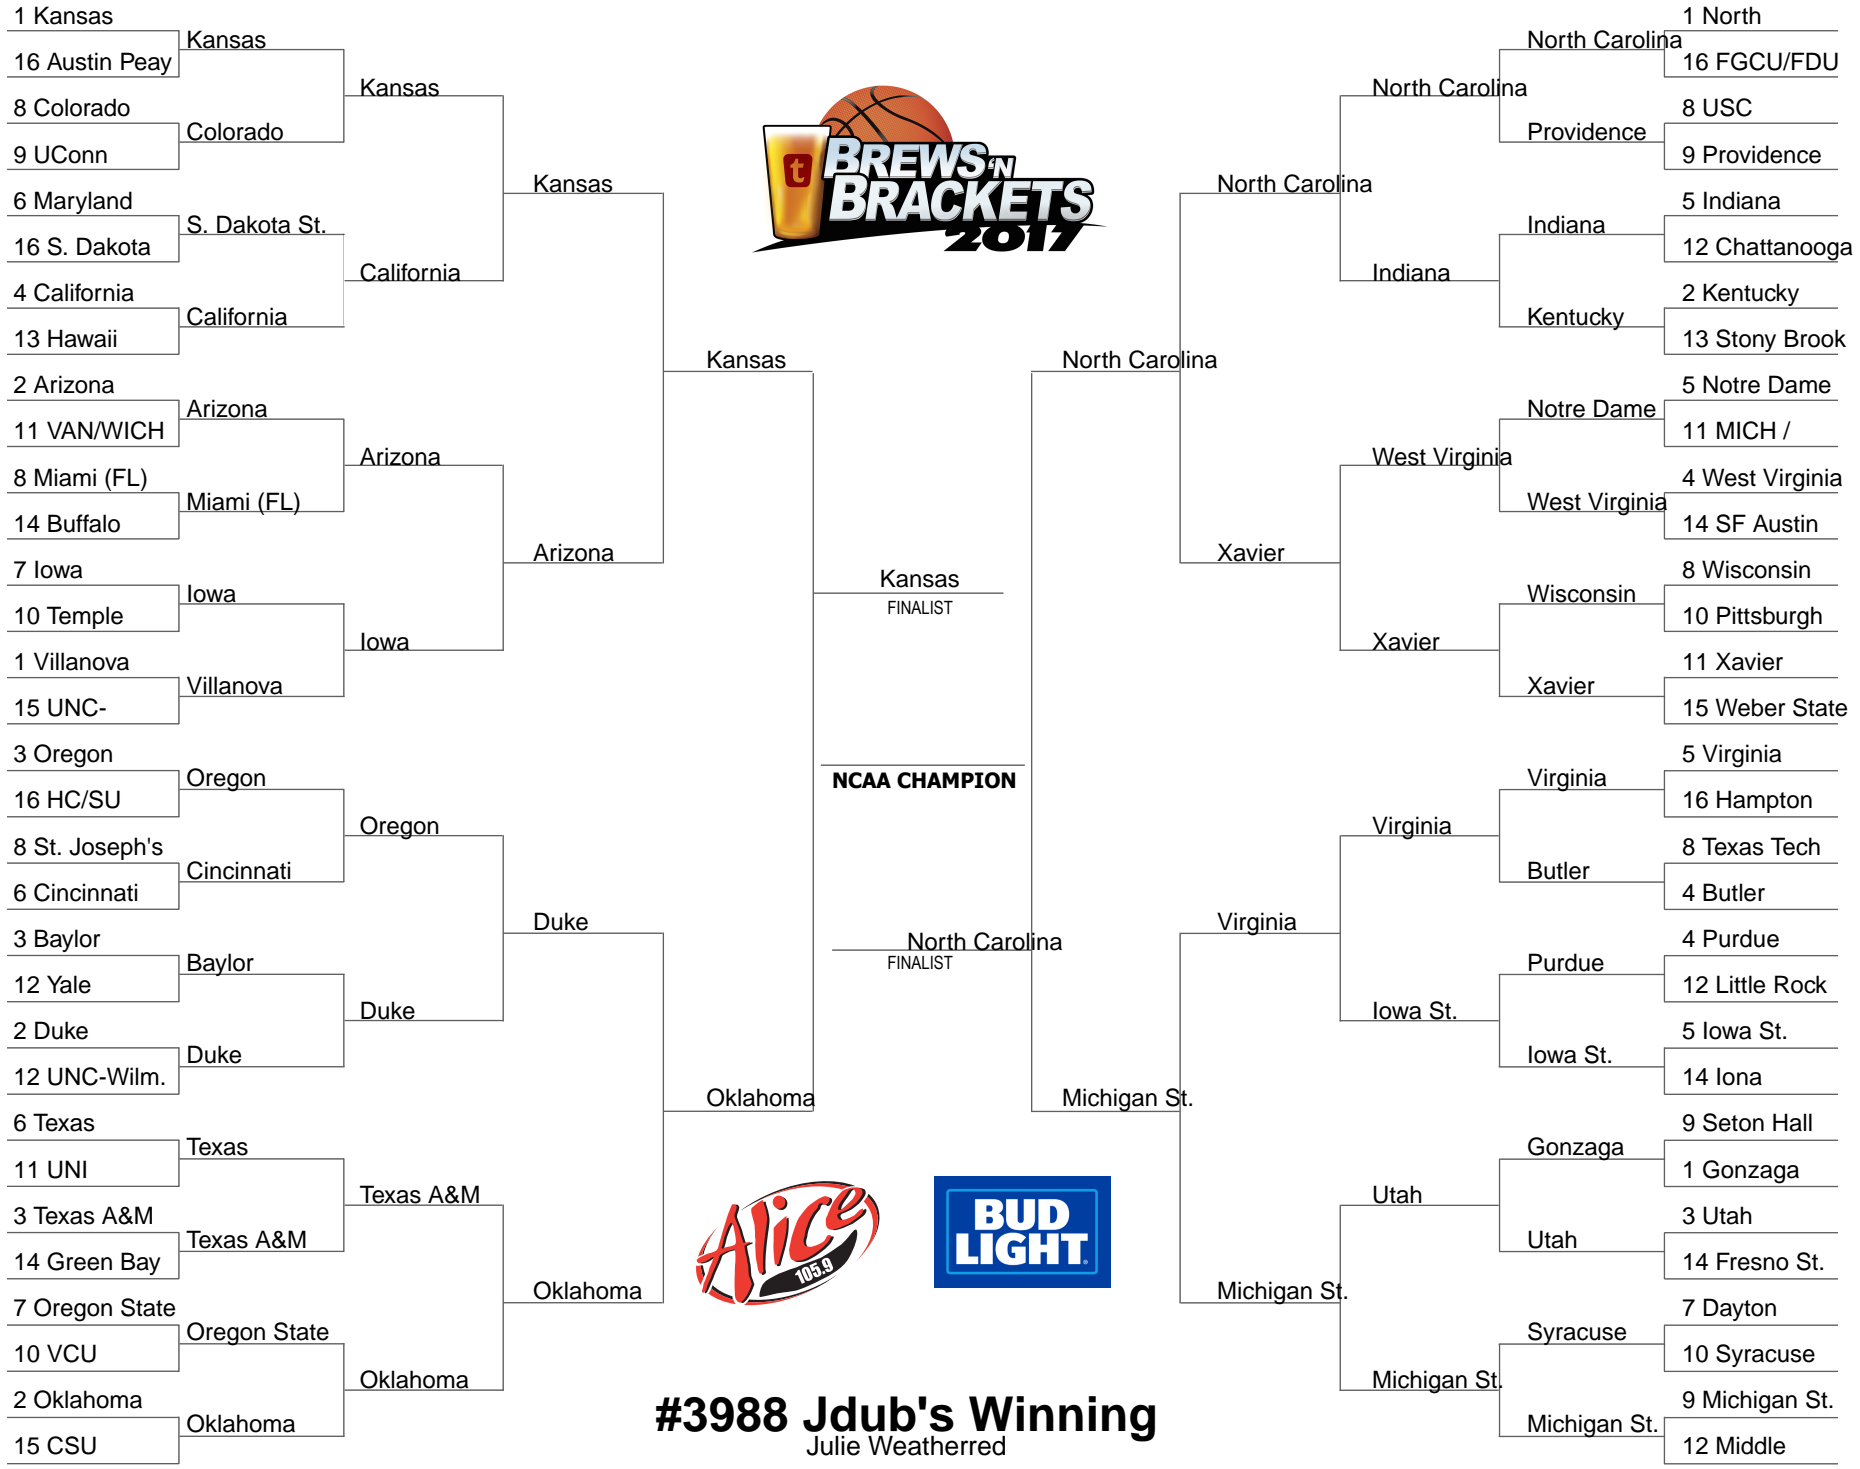 1 Kansas
16 Austin Peay
8 Colorado
9 UConn
6 Maryland
16 S. Dakota
4 California
13 Hawaii
2 Arizona
11 VAN/WICH
8 Miami (FL)
14 Buffalo
7 Iowa
10 Temple
1 Villanova
15 UNC-
3 Oregon
16 HC/SU
8 St. Joseph's
6 Cincinnati
3 Baylor
12 Yale
2 Duke
12 UNC-Wilm.
6 Texas
11 UNI
3 Texas A&M
14 Green Bay
7 Oregon State
10 VCU
2 Oklahoma
15 CSU
Kansas
Colorado
S. Dakota St.
California
Arizona
Miami (FL)
Iowa
Villanova
Oregon
Cincinnati
Baylor
Duke
Texas
Texas A&M
Oregon State
Oklahoma
Kansas
California
Arizona
Iowa
Oregon
Duke
Texas A&M
Oklahoma
Kansas
Arizona
Duke
Oklahoma
Kansas
Oklahoma
t
BREWS 'N
BRACKETS
2017
Kansas
FINALIST
NCAA CHAMPION
North Carolina
FINALIST
Alice
105.9
BUD
LIGHT
#3988 Jdub's Winning
Julie Weatherred
North Carolina
Michigan St.
North Carolina
Xavier
Virginia
Michigan St.
North Carolina
Indiana
West Virginia
Xavier
Virginia
Iowa St.
Utah
Michigan St.
North Carolina
Providence
Indiana
Kentucky
Notre Dame
West Virginia
Wisconsin
Xavier
Virginia
Butler
Purdue
Iowa St.
Gonzaga
Utah
Syracuse
Michigan St.
1 North
16 FGCU/FDU
8 USC
9 Providence
5 Indiana
12 Chattanooga
2 Kentucky
13 Stony Brook
5 Notre Dame
11 MICH /
4 West Virginia
14 SF Austin
8 Wisconsin
10 Pittsburgh
11 Xavier
15 Weber State
5 Virginia
16 Hampton
8 Texas Tech
4 Butler
4 Purdue
12 Little Rock
5 Iowa St.
14 Iona
9 Seton Hall
1 Gonzaga
3 Utah
14 Fresno St.
7 Dayton
10 Syracuse
9 Michigan St.
12 Middle